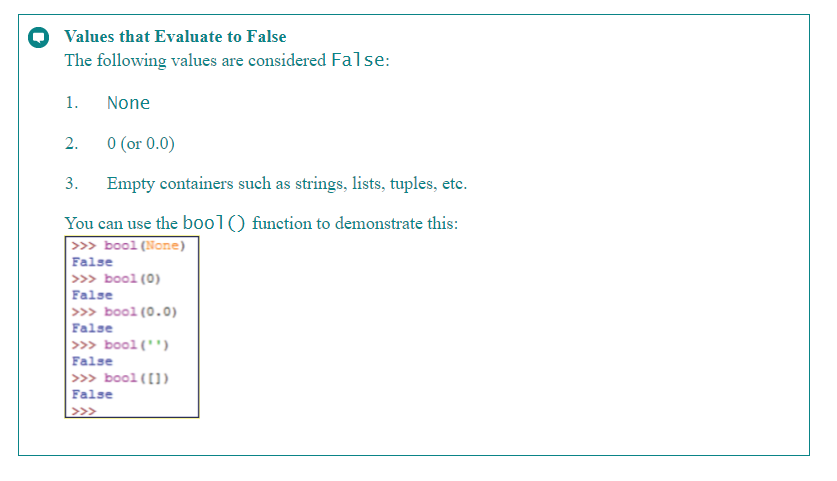 Values that Evaluate to False
The following values are considered False:
1. None
2. 0 (or 0.0)
3. Empty containers such as strings, lists, tuples, etc.
You can use the bool() function to demonstrate this:
>>> bool(None)
False
>>> bool(0)
False
>>> bool(0.0)
False
>>> bool('')
False
>>> bool([])
False
>>>